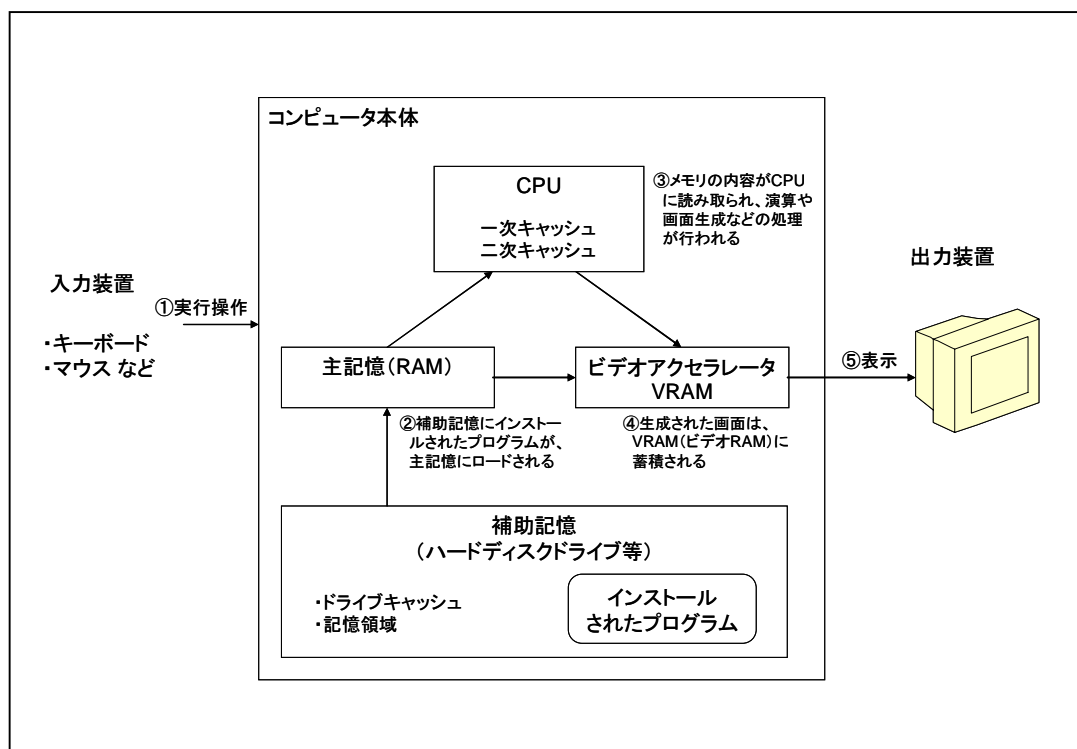 コンピュータ本体
CPU
一次キャッシュ
二次キャッシュ
③メモリの内容がCPU
に読み取られ、演算や
画面生成などの処理
が行われる
入力装置
①実行操作
・キーボード
・マウス など
出力装置
主記憶(RAM)
ビデオアクセラレータ
VRAM
⑤表示
②補助記憶にインストー
ルされたプログラムが、
主記憶にロードされる
④生成された画面は、
VRAM(ビデオRAM)に
蓄積される
補助記憶
(ハードディスクドライブ等)
・ドライブキャッシュ
・記憶領域
インストール
されたプログラム